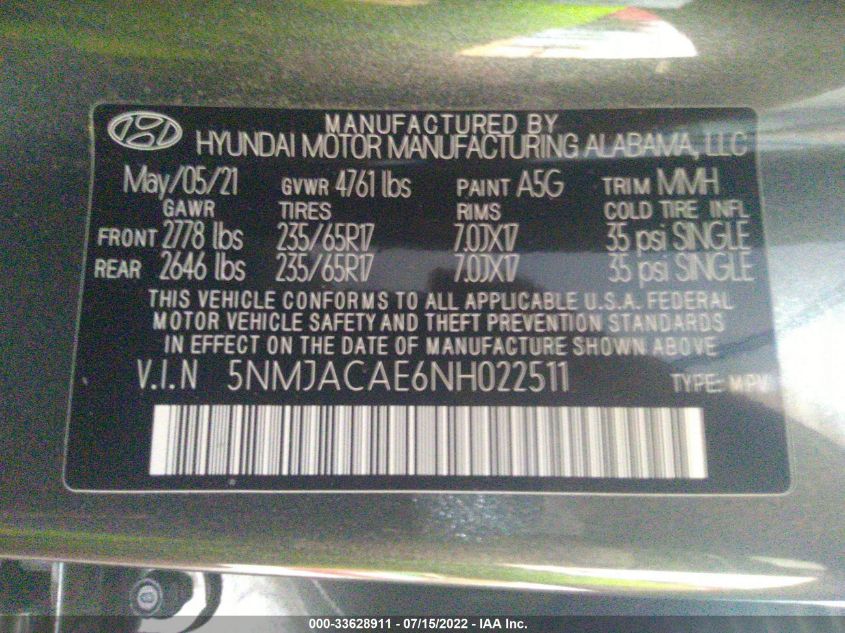 MANUFACTURED BY
HYUNDAI MOTOR MANUFACTURING ALABAMA, LLC
May/05/21 GVWR 4761 lbs PAINT A5G TRIM MMH
GAWR TIRES RIMS COLD TIRE INFL
FRONT 2778 lbs 235/65R17 7.0JX17 35 psi SINGLE
REAR 2646 lbs 235/65R17 7.0JX17 35 psi SINGLE
THIS VEHICLE CONFORMS TO ALL APPLICABLE U.S.A. FEDERAL
MOTOR VEHICLE SAFETY AND THEFT PREVENTION STANDARDS
IN EFFECT ON THE DATE OF MANUFACTURE SHOWN ABOVE
V.I.N 5NMJACAE6NH022511 TYPE: MPV
000-33628911 - 07/15/2022 - IAA Inc.